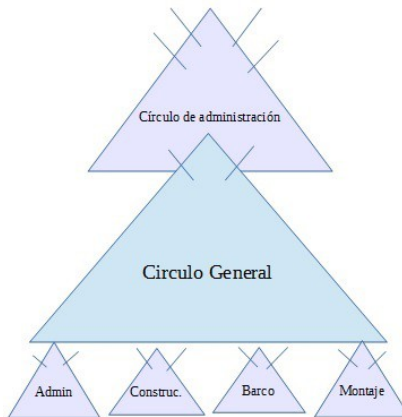 Círculo de administración
Circulo General
Admin
Construc.
Barco
Montaje